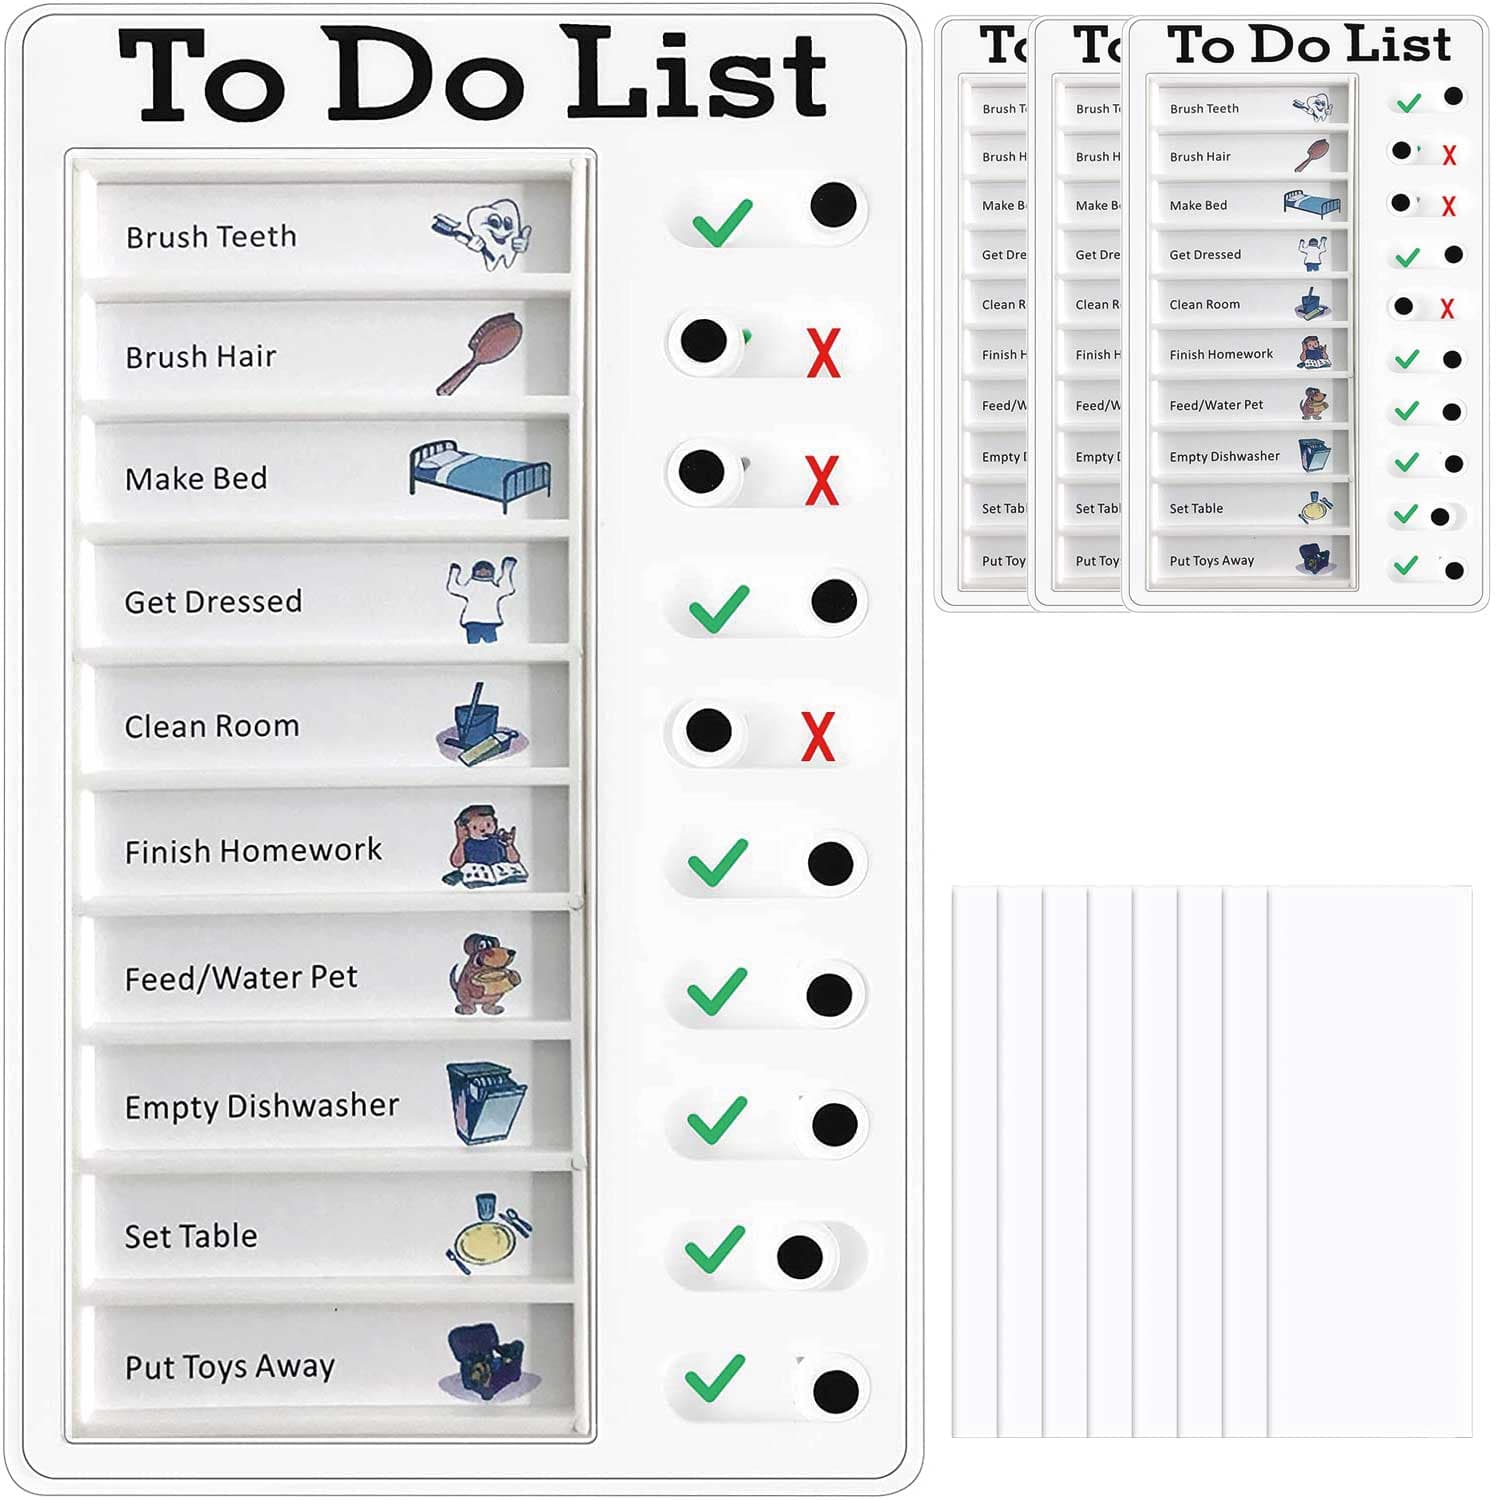 To Do List
Brush Teeth
Brush Hair
Make Bed
Get Dressed
Clean Room
Finish Homework
Feed/Water Pet
Empty Dishwasher
Set Table
Put Toys Away
To Do List
Brush Teeth
Brush Hair
Make Bed
Get Dressed
Clean Room
Finish Homework
Feed/Water Pet
Empty Dishwasher
Set Table
Put Toys Away